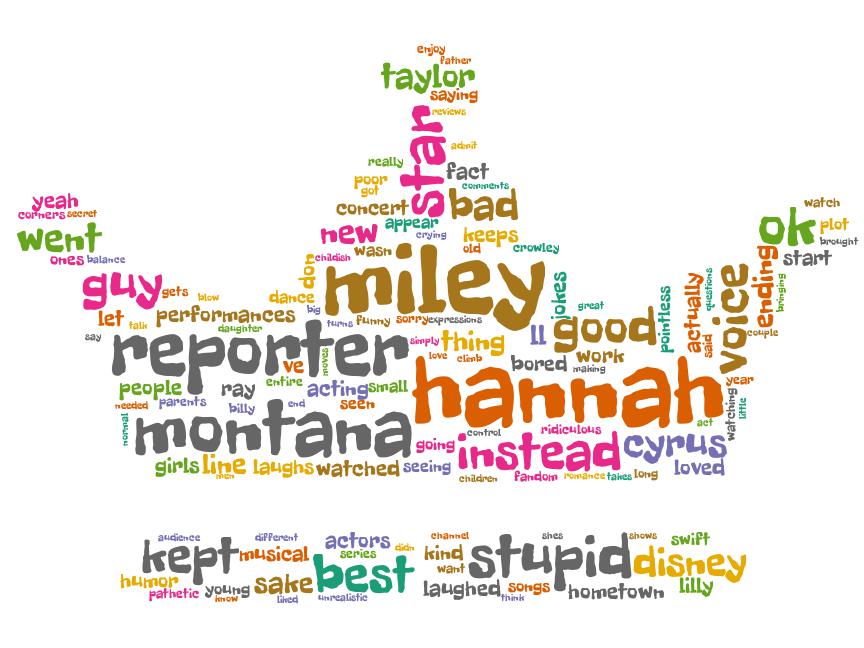 enjoy
father
taylor
saying
star
reviews
admit
really
fact
poor
got
comments
concert
bad
appear
new
crying
keeps
wasn
old
crowley
childish
don
miley
yeah
corners secret
went
ones balance
guy
gets
blow
let
talk
performances
dance
big
daughter
turns
funny
sorry
expressions
say
reporter
simply
thing
love
climb
ve
moves
ll
jokes
great
good
pointless
bored
work
making
actually
said
questions
voice
couple
ending
bringing
watch
ok
plot
brought
start
people
ray
entire
acting
small
needed
parents
billy
end
seen
hannah
year
watching
little
act
normal
montana
going
control
ridiculous
instead
cyrus
girls
line
men
laughs
watched
seeing
children
fandom
romance
takes
long
loved
audience
different
actors
didn
channel
shes
shows
swift
kept
musical
series
kind
stupid
disney
want
humor
pathetic
young
know
sake
liked
best
unrealistic
laughed
songs
think
hometown
lilly